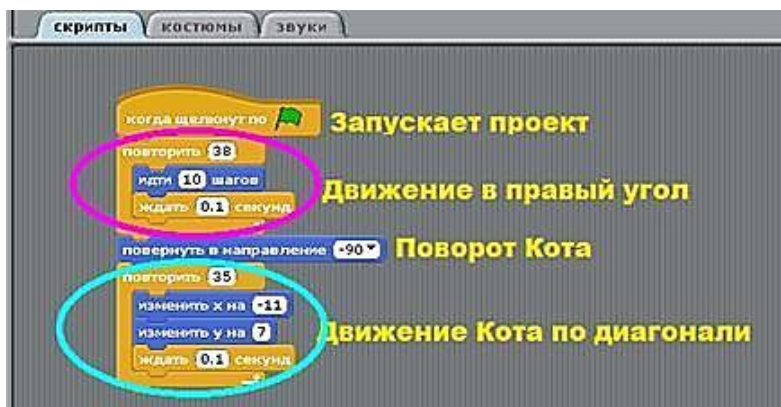 скрипты костюмы звуки
когда щелкнут по Запускает проект
повторить 38
идти 10 шагов
Движение в правый угол
ждать 0.1 секунд
повернуть в направление -90 Поворот Кота
повторить 35
изменить х на -11
изменить у на 7 Движение Кота по диагонали
ждать 0.1 секунд